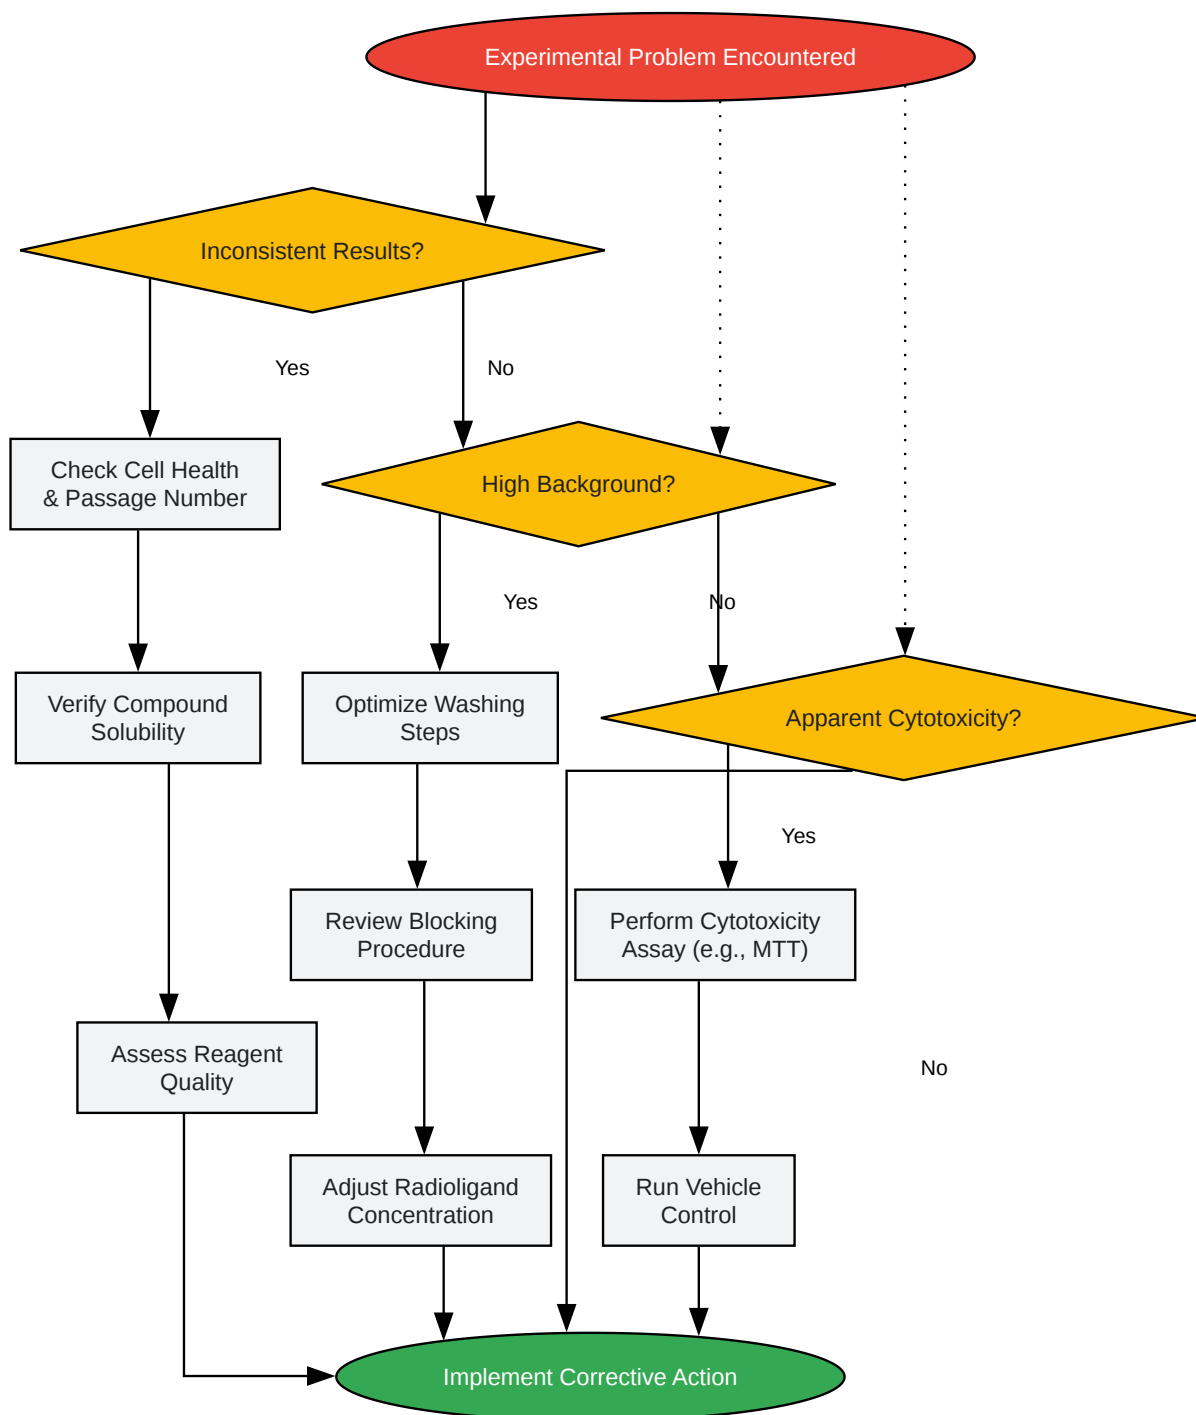 Experimental Problem Encountered
Inconsistent Results?
Yes
No
Check Cell Health
& Passage Number
High Background?
Yes
No
Verify Compound
Solubility
Optimize Washing
Steps
Apparent Cytotoxicity?
Yes
Review Blocking
Procedure
Perform Cytotoxicity
Assay (e.g., MTT)
Assess Reagent
Quality
No
Adjust Radioligand
Concentration
Run Vehicle
Control
Implement Corrective Action